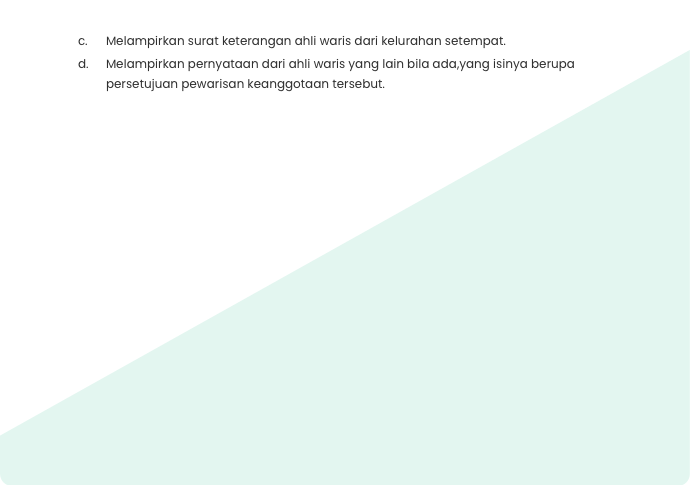 c. Melampirkan surat keterangan ahli waris dari kelurahan setempat.
d. Melampirkan pernyataan dari ahli waris yang lain bila ada,yang isinya berupa
persetujuan pewarisan keanggotaan tersebut.